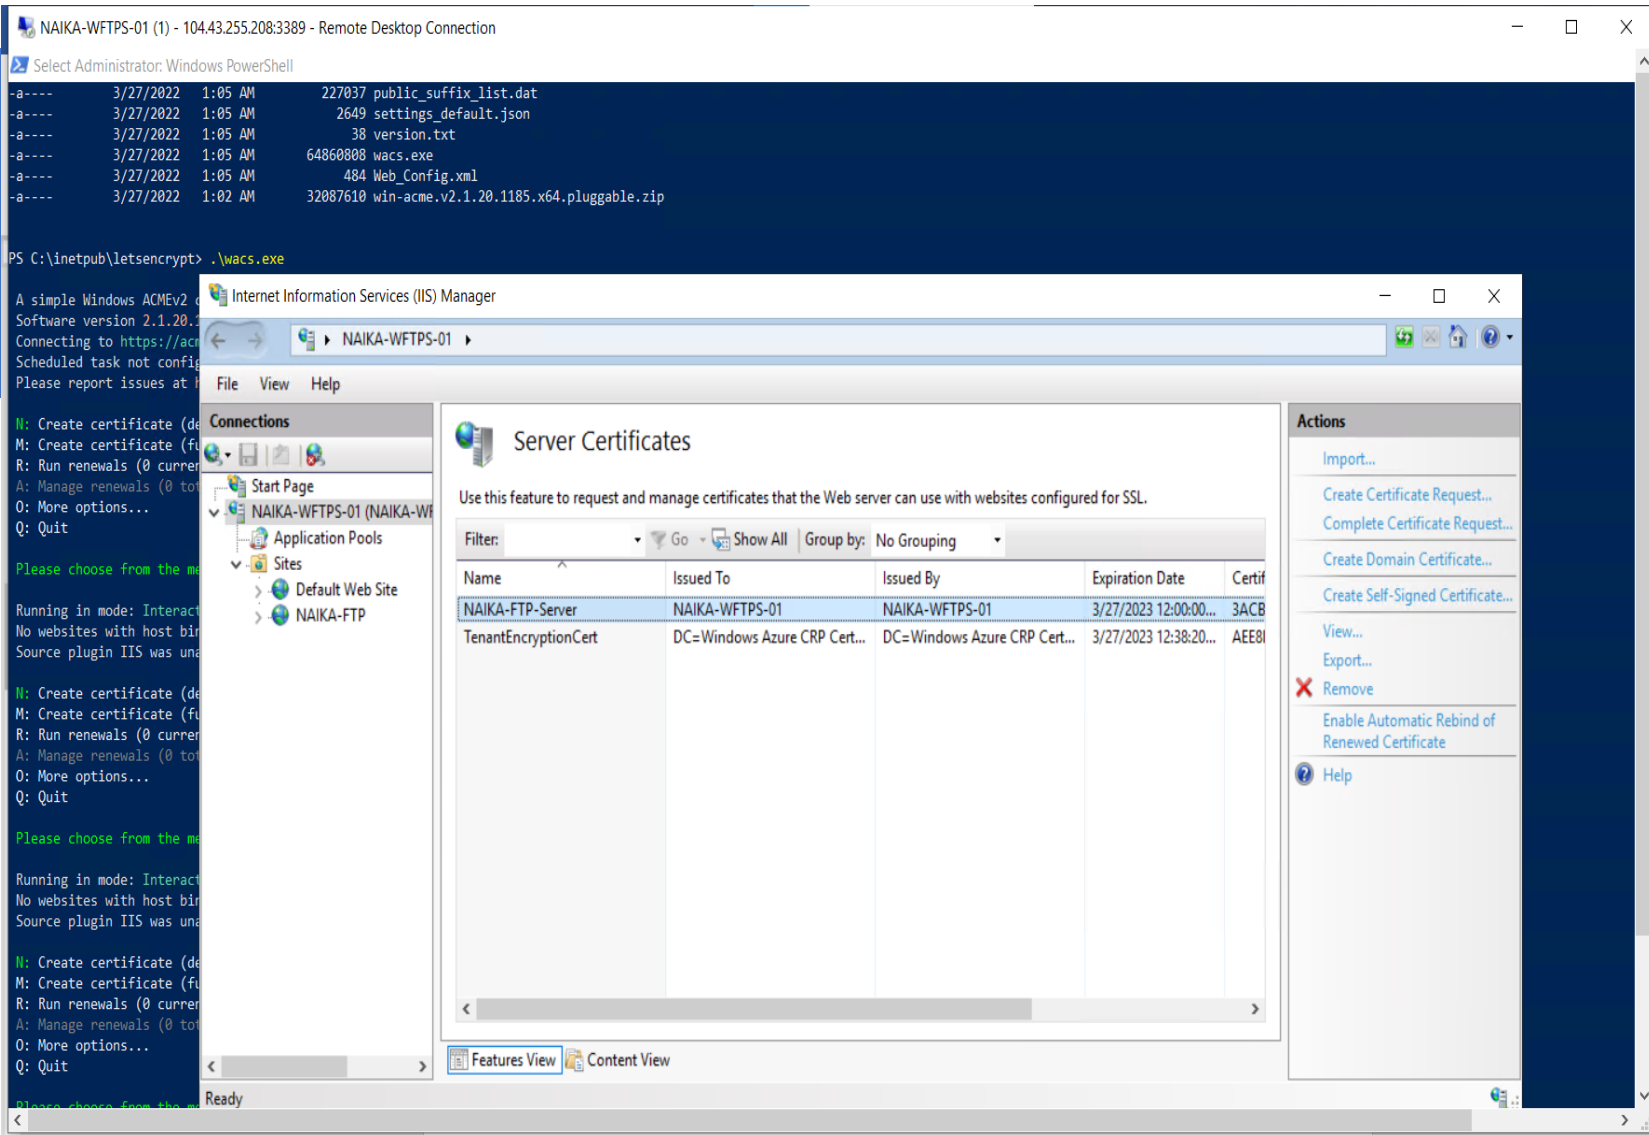 NAIKA-WFTPS-01 (1) - 104.43.255.208:3389 - Remote Desktop Connection
Select Administrator: Windows PowerShell
-a---- 3/27/2022 1:05 AM 227037 public_suffix_list.dat
-a---- 3/27/2022 1:05 AM 2649 settings_default.json
-a---- 3/27/2022 1:05 AM 38 version.txt
-a---- 3/27/2022 1:05 AM 64860808 wacs.exe
-a---- 3/27/2022 1:05 AM 484 Web_Config.xml
-a---- 3/27/2022 1:02 AM 32087610 win-acme.v2.1.20.1185.x64.pluggable.zip
PS C:\inetpub\letsencrypt> .\wacs.exe
A simple Windows ACMEv2
Software version 2.1.20.
Connecting to https://
Scheduled task not
Please report issues at
N: Create certificate
M: Create certificate
R: Run renewals (0
A: Manage renewals (0
O: More options...
Q: Quit
Please choose from the
Running in mode:
No websites with host
Source plugin IIS was
N: Create certificate
M: Create certificate
R: Run renewals (0
A: Manage renewals (0
O: More options...
Q: Quit
Please choose from the
Running in mode:
No websites with host
Source plugin IIS was
N: Create certificate
M: Create certificate
R: Run renewals (0
A: Manage renewals (0
O: More options...
Q: Quit
Please choose from the
Internet Information Services (IIS) Manager
NAIKA-WFTPS-01
File View Help
Connections
Start Page
NAIKA-WFTPS-01 (NAIKA-WF
Application Pools
Sites
Default Web Site
NAIKA-FTP
Server Certificates
Use this feature to request and manage certificates that the Web server can use with websites configured for SSL.
Filter: Go Show All Group by: No Grouping
Name Issued To Issued By Expiration Date Certif
NAIKA-FTP-Server NAIKA-WFTPS-01 NAIKA-WFTPS-01 3/27/2023 12:00:00... 3ACB
TenantEncryptionCert DC=Windows Azure CRP Cert... DC=Windows Azure CRP Cert... 3/27/2023 12:38:20... AEE8
Features View Content View
Actions
Import...
Create Certificate Request...
Complete Certificate Request...
Create Domain Certificate...
Create Self-Signed Certificate...
View...
Export...
Remove
Enable Automatic Rebind of
Renewed Certificate
Help
Ready